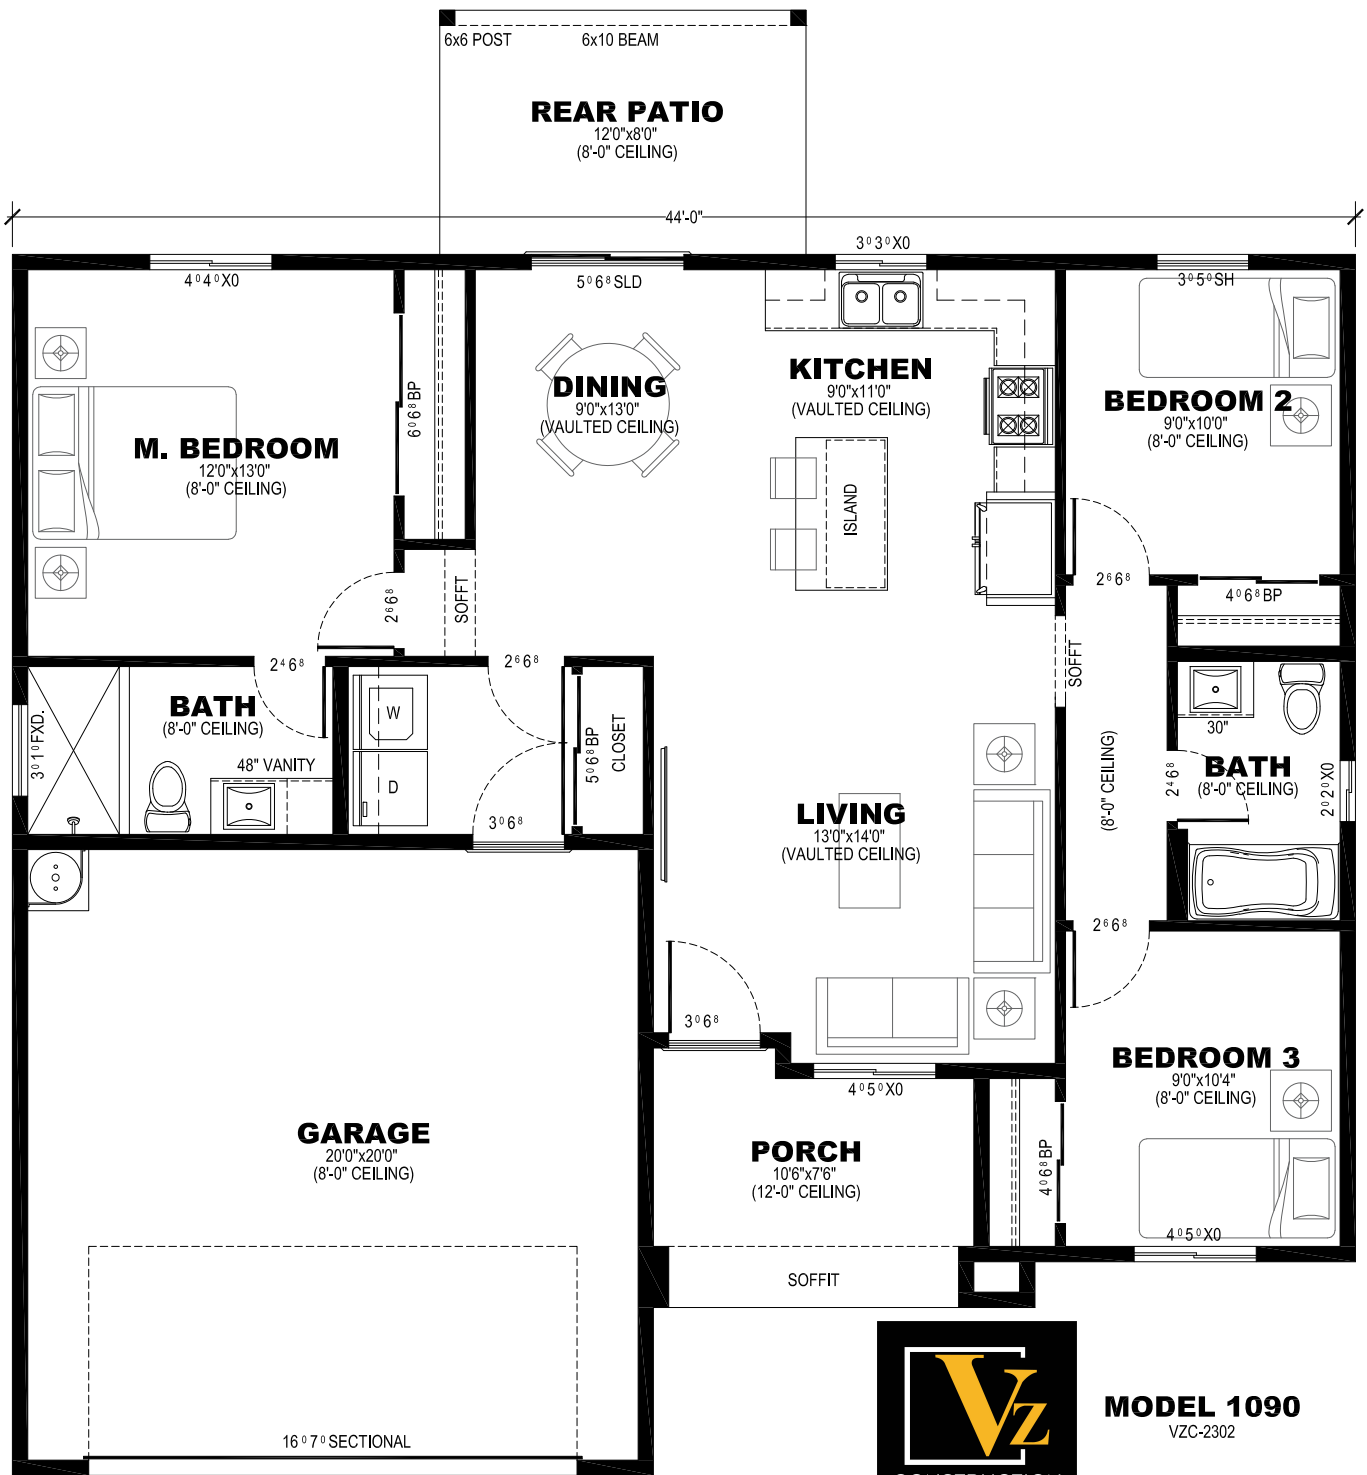 6x6 POST
6x10 BEAM
REAR PATIO
12'0"x8'0"
(8'-0" CEILING)
44'-0"
4⁰4⁰X0
5⁰6⁸SLD
3⁰3⁰X0
3⁰5⁰SH
M. BEDROOM
12'0"x13'0"
(8'-0" CEILING)
6⁰6⁸BP
DINING
9'0"x13'0"
(VAULTED CEILING)
KITCHEN
9'0"x11'0"
(VAULTED CEILING)
ISLAND
BEDROOM 2
9'0"x10'0"
(8'-0" CEILING)
2⁶6⁸
SOFFT
2⁶6⁸
4⁰6⁸BP
SOFFT
2⁴6⁸
2⁶6⁸
3⁰1⁰FXD.
BATH
(8'-0" CEILING)
48" VANITY
W
D
5⁰6⁸BP
CLOSET
3⁰6⁸
LIVING
13'0"x14'0"
(VAULTED CEILING)
(8'-0" CEILING)
30"
2⁴6⁸
BATH
(8'-0" CEILING)
2⁰2⁰X0
2⁶6⁸
3⁰6⁸
4⁰5⁰X0
BEDROOM 3
9'0"x10'4"
(8'-0" CEILING)
4⁰6⁸BP
4⁰5⁰X0
GARAGE
20'0"x20'0"
(8'-0" CEILING)
PORCH
10'6"x7'6"
(12'-0" CEILING)
SOFFIT
16⁰7⁰SECTIONAL
VZ
MODEL 1090
VZC-2302